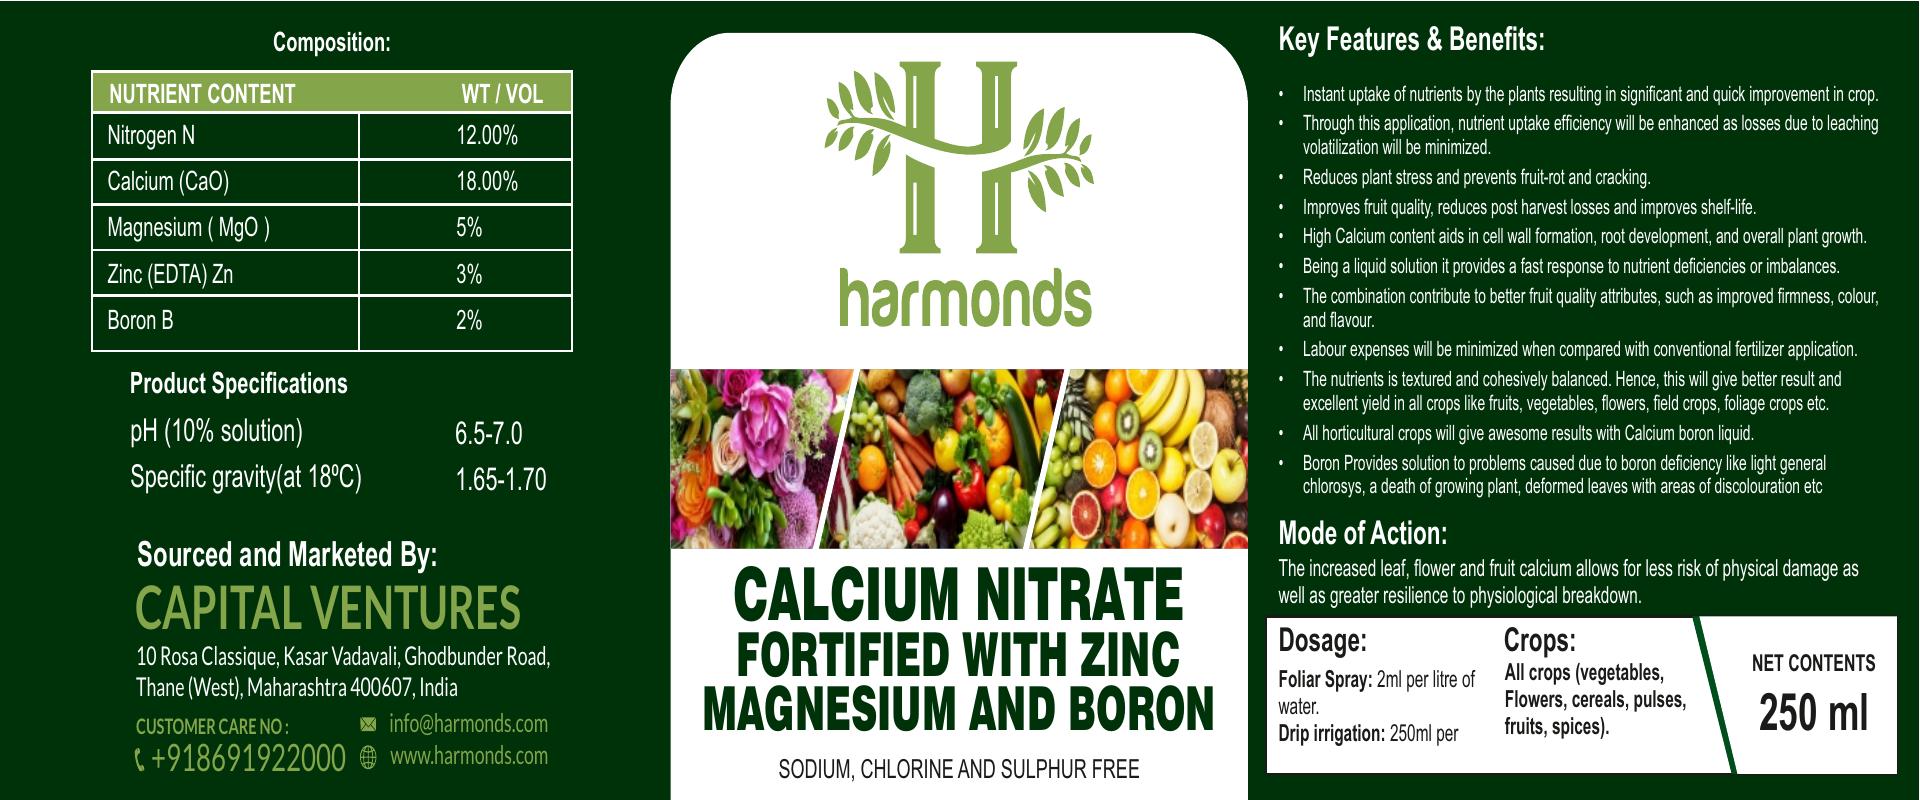 Composition:
NUTRIENT CONTENT WT / VOL
Nitrogen N 12.00%
Calcium (CaO) 18.00%
Magnesium ( MgO ) 5%
Zinc (EDTA) Zn 3%
Boron B 2%
Product Specifications
pH (10% solution) 6.5-7.0
Specific gravity(at 18ºC) 1.65-1.70
Sourced and Marketed By:
CAPITAL VENTURES
10 Rosa Classique, Kasar Vadavali, Ghodbunder Road,
Thane (West), Maharashtra 400607, India
CUSTOMER CARE NO :
+918691922000
info@harmonds.com
www.harmonds.com
H
harmonds
CALCIUM NITRATE
FORTIFIED WITH ZINC
MAGNESIUM AND BORON
SODIUM, CHLORINE AND SULPHUR FREE
Key Features & Benefits:
• Instant uptake of nutrients by the plants resulting in significant and quick improvement in crop.
• Through this application, nutrient uptake efficiency will be enhanced as losses due to leaching
volatilization will be minimized.
• Reduces plant stress and prevents fruit-rot and cracking.
• Improves fruit quality, reduces post harvest losses and improves shelf-life.
• High Calcium content aids in cell wall formation, root development, and overall plant growth.
• Being a liquid solution it provides a fast response to nutrient deficiencies or imbalances.
• The combination contribute to better fruit quality attributes, such as improved firmness, colour,
and flavour.
• Labour expenses will be minimized when compared with conventional fertilizer application.
• The nutrients is textured and cohesively balanced. Hence, this will give better result and
excellent yield in all crops like fruits, vegetables, flowers, field crops, foliage crops etc.
• All horticultural crops will give awesome results with Calcium boron liquid.
• Boron Provides solution to problems caused due to boron deficiency like light general
chlorosys, a death of growing plant, deformed leaves with areas of discolouration etc
Mode of Action:
The increased leaf, flower and fruit calcium allows for less risk of physical damage as
well as greater resilience to physiological breakdown.
Dosage:
Foliar Spray: 2ml per litre of
water.
Drip irrigation: 250ml per
Crops:
All crops (vegetables,
Flowers, cereals, pulses,
fruits, spices).
NET CONTENTS
250 ml